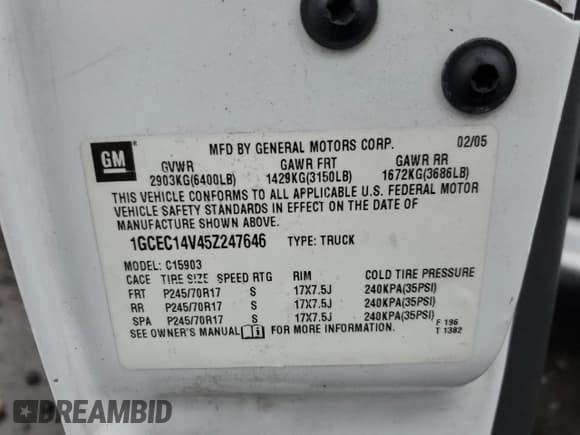 GM
®
MFD BY GENERAL MOTORS CORP. 02/05
GVWR GAWR FRT GAWR RR
2903KG(6400LB) 1429KG(3150LB) 1672KG(3686LB)
THIS VEHICLE CONFORMS TO ALL APPLICABLE U.S. FEDERAL MOTOR
VEHICLE SAFETY STANDARDS IN EFFECT ON THE DATE OF
MANUFACTURE SHOWN ABOVE.
1GCEC14V45Z247646 TYPE: TRUCK
MODEL: C15903
CACE TIRE SIZE SPEED RTG RIM COLD TIRE PRESSURE
FRT P245/70R17 S 17X7.5J 240KPA(35PSI)
RR P245/70R17 S 17X7.5J 240KPA(35PSI)
SPA P245/70R17 S 17X7.5J 240KPA(35PSI)
SEE OWNER'S MANUAL FOR MORE INFORMATION. F 196
T 1382
BREAMBID